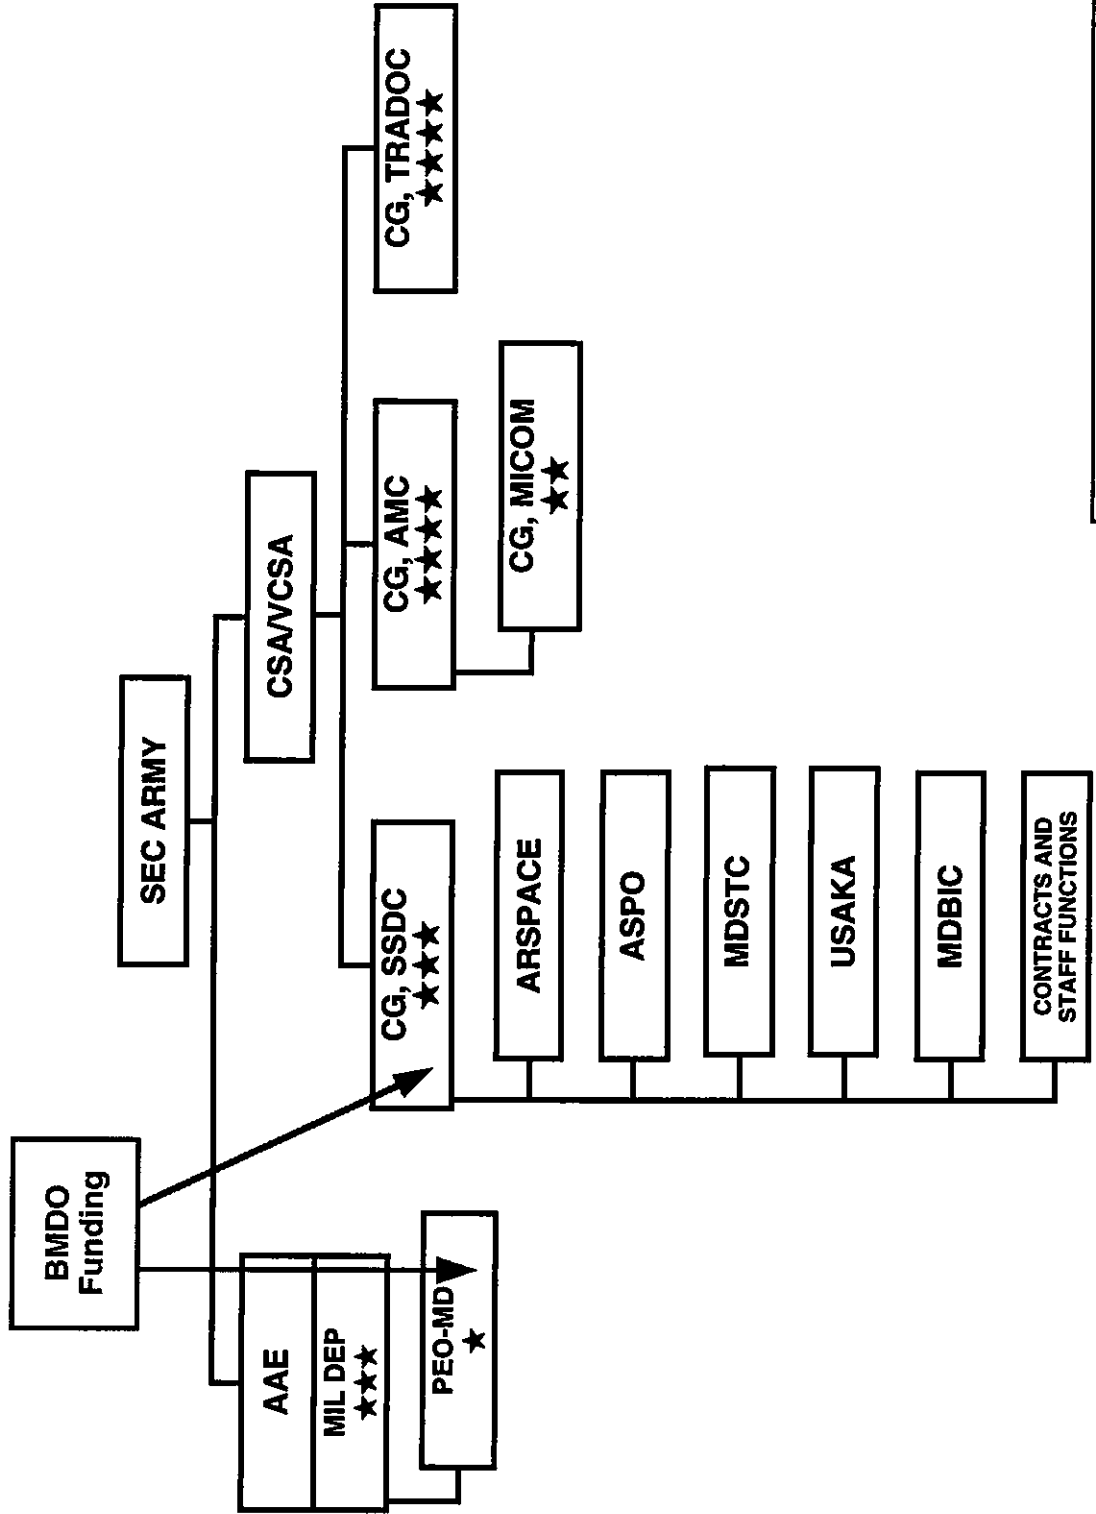 BMDO
Funding
SEC ARMY
AAE
MIL DEP
★★★
PEO-MD
★
CSA/VCSA
CG, SSDC
★★★
ARSPACE
ASPO
MDSTC
USAKA
MDBIC
CONTRACTS AND
STAFF FUNCTIONS
CG, AMC
★★★★
CG, MICOM
★★
CG, TRADOC
★★★★